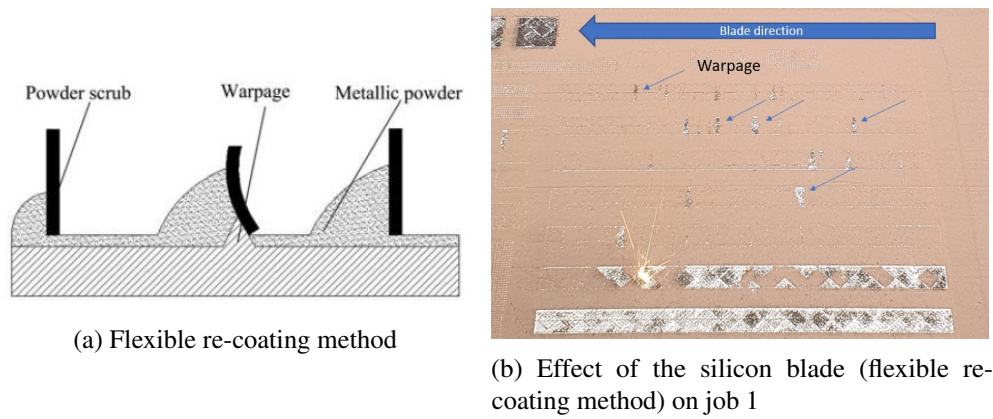 Powder scrub
Warpage
Metallic powder
(a) Flexible re-coating method
Blade direction
Warpage
(b) Effect of the silicon blade (flexible re-
coating method) on job 1